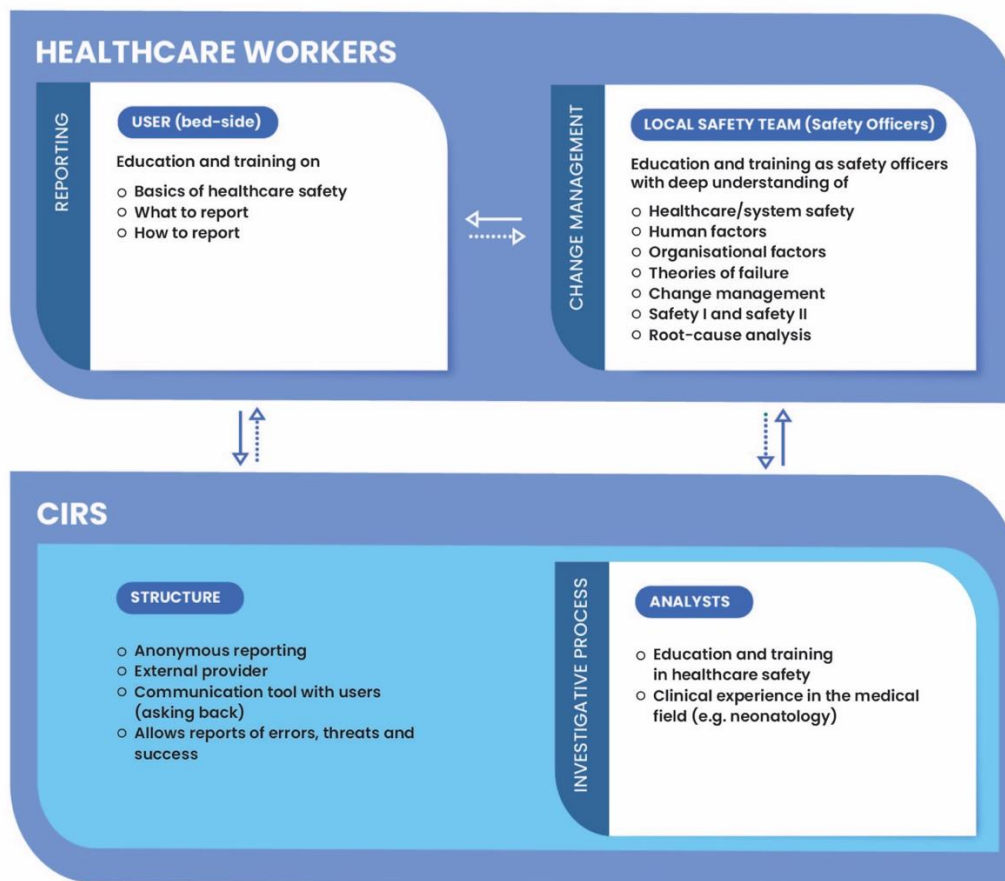 HEALTHCARE WORKERS
REPORTING
USER (bed-side)
Education and training on
Basics of healthcare safety
What to report
How to report
CHANGE MANAGEMENT
LOCAL SAFETY TEAM (Safety Officers)
Education and training as safety officers
with deep understanding of
Healthcare/system safety
Human factors
Organisational factors
Theories of failure
Change management
Safety I and safety II
Root-cause analysis
CIRS
STRUCTURE
Anonymous reporting
External provider
Communication tool with users
(asking back)
Allows reports of errors, threats and
success
INVESTIGATIVE PROCESS
ANALYSTS
Education and training
in healthcare safety
Clinical experience in the medical
field (e.g. neonatology)